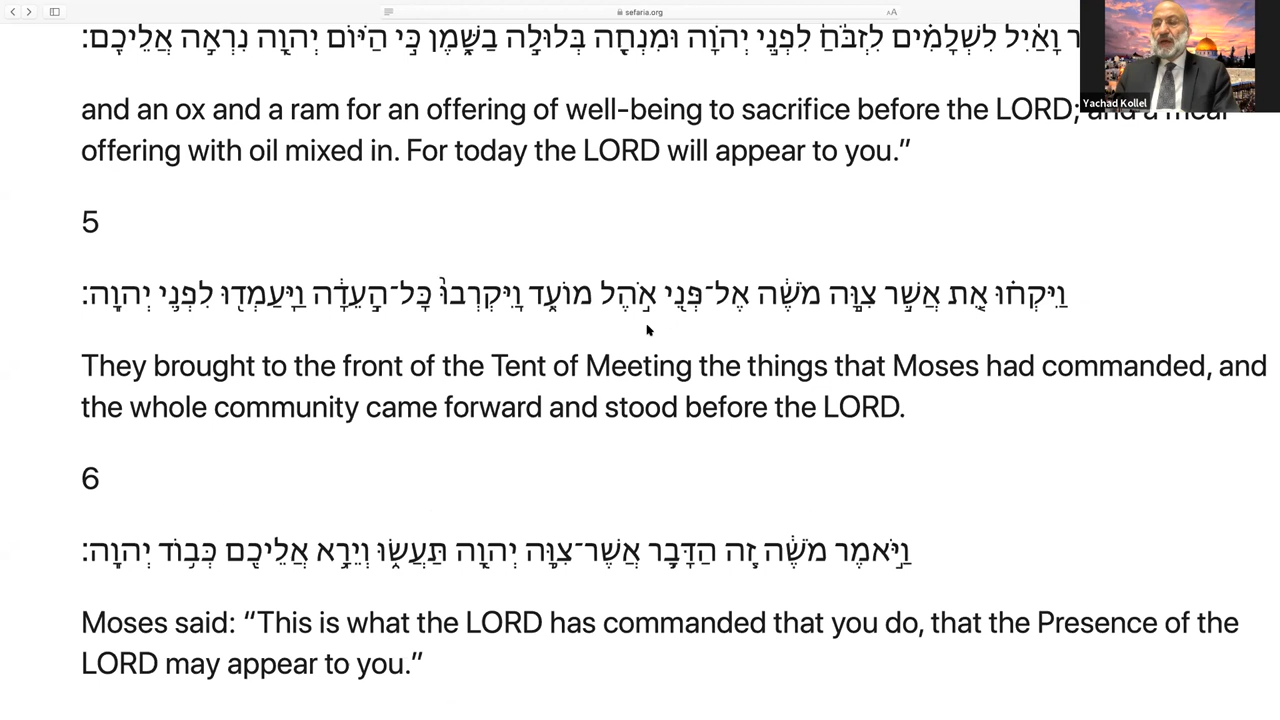 sefaria.org
AA
וָאַ֜יִל לִשְׁלָמִ֗ים לִזְבֹּ֙חַ֙ לִפְנֵ֣י יְהֹוָ֔ה וּמִנְחָ֖ה בְּלוּלָ֣ה בַשָּׁ֑מֶן כִּ֣י הַיּ֔וֹם יְהֹוָ֖ה נִרְאָ֥ה אֲלֵיכֶֽם׃
Yachad Kollel
and an ox and a ram for an offering of well-being to sacrifice before the LORD; and a meal
offering with oil mixed in. For today the LORD will appear to you.”
5
וַיִּקְח֗וּ אֵ֚ת אֲשֶׁ֣ר צִוָּ֣ה מֹשֶׁ֔ה אֶל־פְּנֵ֖י אֹ֣הֶל מוֹעֵ֑ד וַֽיִּקְרְבוּ֙ כׇּל־הָ֣עֵדָ֔ה וַיַּֽעַמְד֖וּ לִפְנֵ֥י יְהֹוָֽה׃
They brought to the front of the Tent of Meeting the things that Moses had commanded, and
the whole community came forward and stood before the LORD.
6
וַיֹּ֣אמֶר מֹשֶׁ֔ה זֶ֧ה הַדָּבָ֛ר אֲשֶׁר־צִוָּ֥ה יְהֹוָ֖ה תַּעֲשׂ֑וּ וְיֵרָ֥א אֲלֵיכֶ֖ם כְּב֥וֹד יְהֹוָֽה׃
Moses said: “This is what the LORD has commanded that you do, that the Presence of the
LORD may appear to you.”